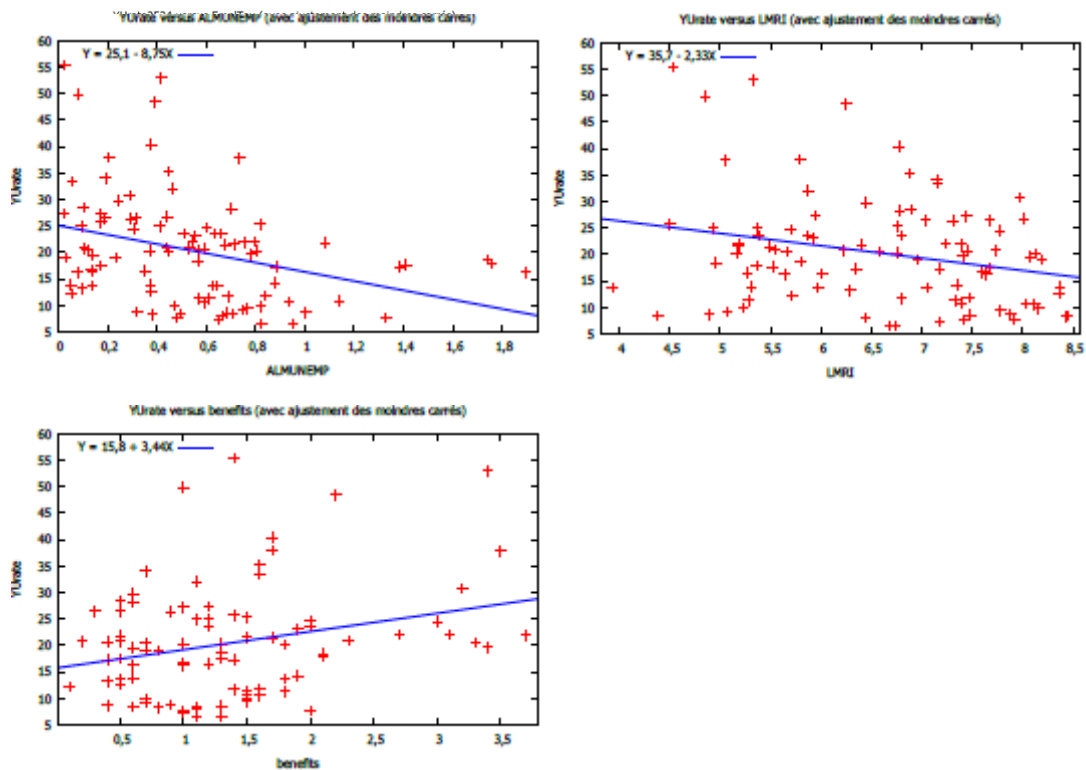 YUrate versus ALMUNEMP (avec ajustement des moindres carres)
Y = 25,1 - 8,75X
60
55
50
45
40
35
30
25
20
15
10
5
YUrate
0 0,2 0,4 0,6 0,8 1 1,2 1,4 1,6 1,8
ALMUNEMP
YUrate versus LMRI (avec ajustement des moindres carrés)
Y = 35,7 - 2,33X
60
55
50
45
40
35
30
25
20
15
10
5
YUrate
4 4,5 5 5,5 6 6,5 7 7,5 8 8,5
LMRI
YUrate versus benefits (avec ajustement des moindres carrés)
Y = 15,8 + 3,44X
60
55
50
45
40
35
30
25
20
15
10
5
YUrate
0,5 1 1,5 2 2,5 3 3,5
benefits